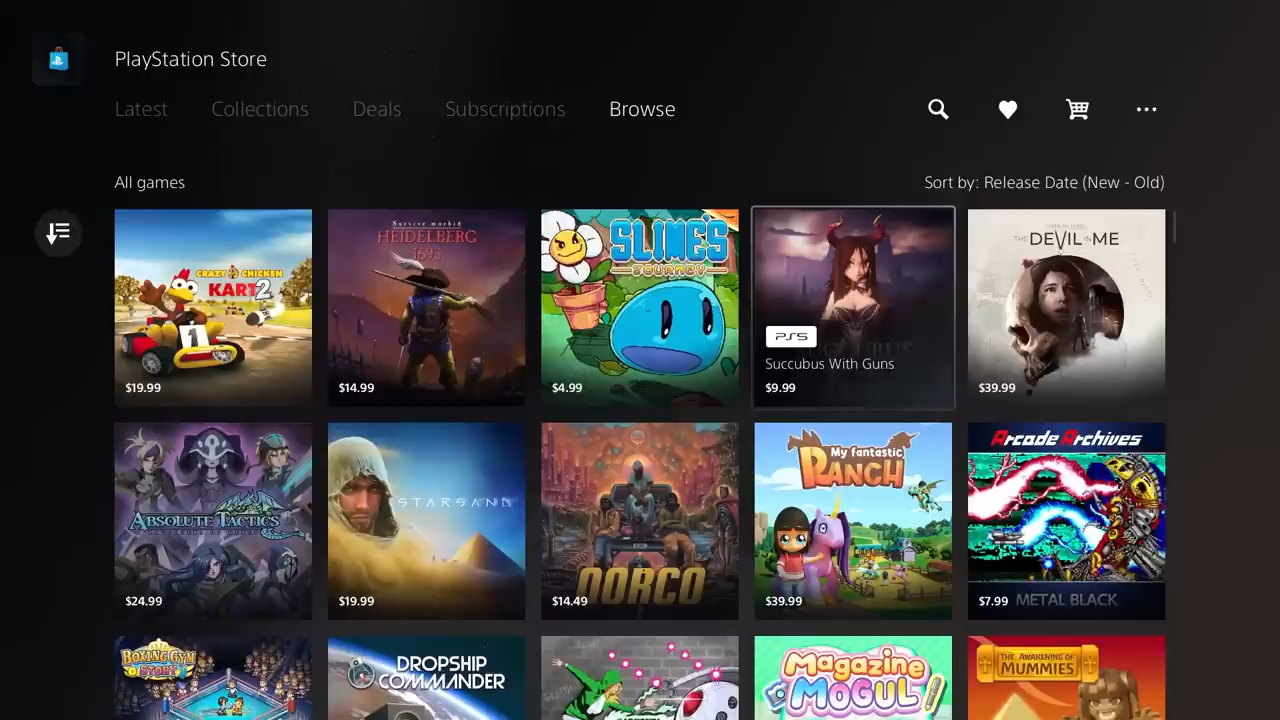 PlayStation Store
Latest
Collections
Deals
Subscriptions
Browse
All games
Sort by: Release Date (New - Old)
CRAZY CHICKEN
KART 2
1
$19.99
Survive morbid
HEIDELBERG
1693
$14.99
SLIME'S
JOURNEY
$4.99
PS5
Succubus With Guns
$9.99
THE DEVIL IN ME
$39.99
ABSOLUTE TACTICS
$24.99
STARSAND
$19.99
NORCO
$14.49
My fantastic
RANCH
$39.99
Arcade Archives
METAL BLACK
$7.99
BOXING GYM
STORY
DROPSHIP
COMMANDER
Magazine
MOGUL
THE AWAKENING OF
MUMMIES